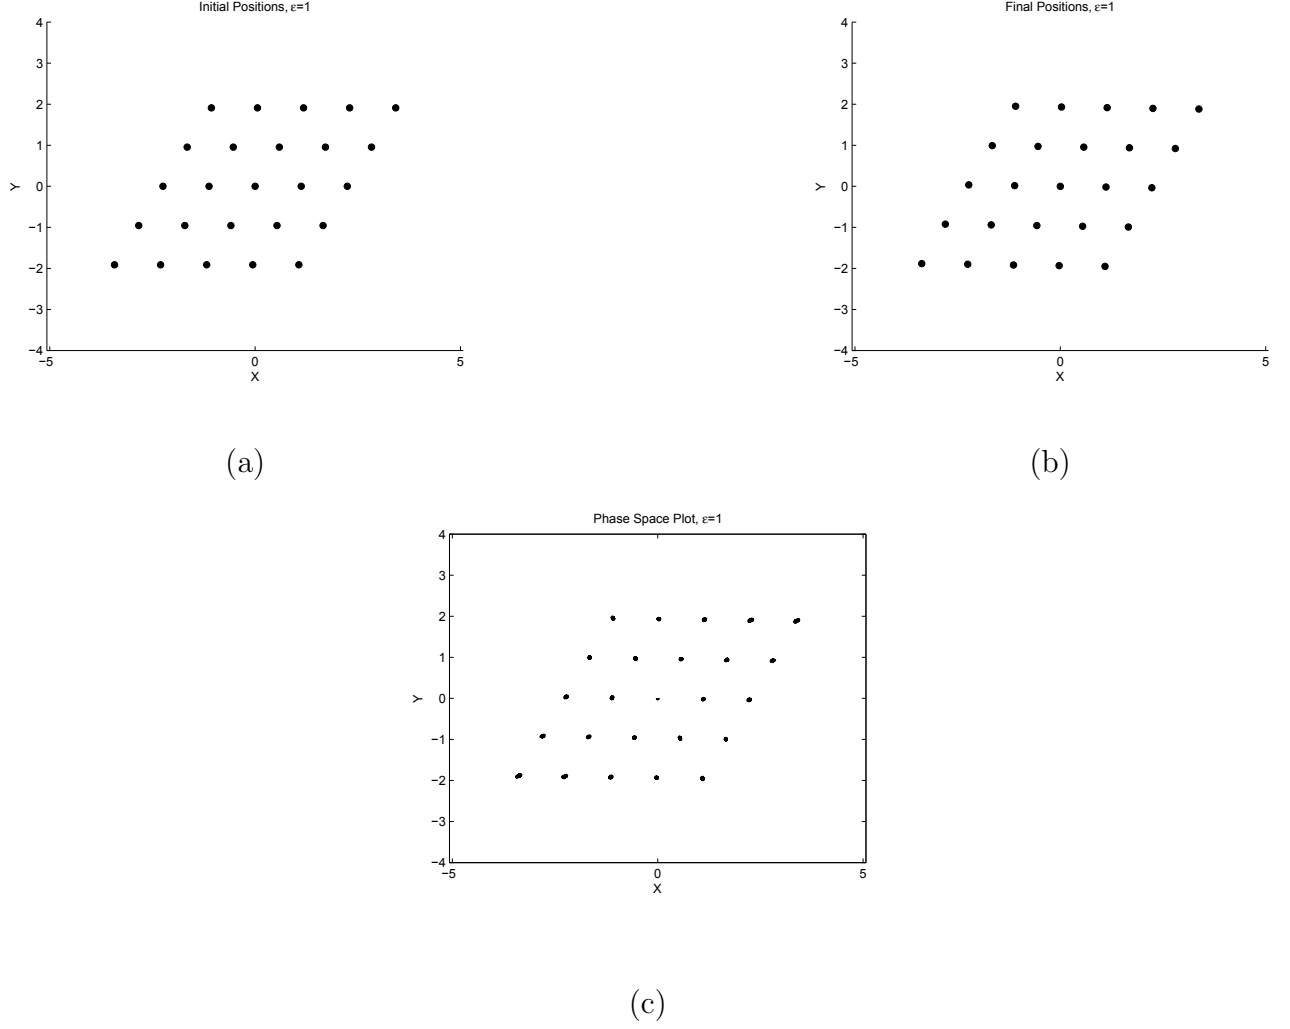 Initial Positions, ε=1
4
3
2
1
0
−1
−2
−3
−4
Y
−5 0 5
X
(a)
Final Positions, ε=1
4
3
2
1
0
−1
−2
−3
−4
Y
−5 0 5
X
(b)
Phase Space Plot, ε=1
4
3
2
1
0
−1
−2
−3
−4
Y
−5 0 5
X
(c)